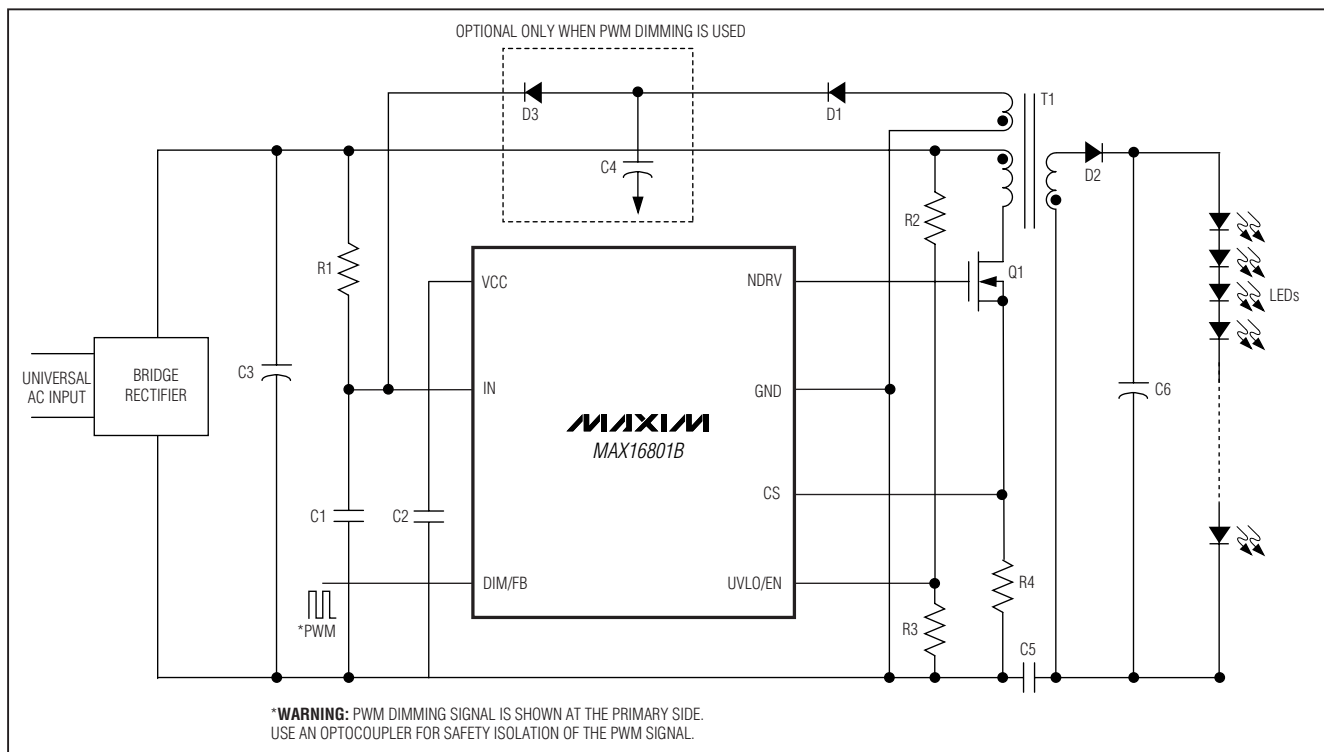 OPTIONAL ONLY WHEN PWM DIMMING IS USED
D3
D1
T1
C4
D2
R2
R1
VCC
NDRV
Q1
LEDs
UNIVERSAL
AC INPUT
BRIDGE
RECTIFIER
C3
IN
GND
C6
MAXIM
MAX16801B
CS
C1
C2
DIM/FB
UVLO/EN
R4
*PWM
R3
C5
*WARNING: PWM DIMMING SIGNAL IS SHOWN AT THE PRIMARY SIDE.
USE AN OPTOCOUPLER FOR SAFETY ISOLATION OF THE PWM SIGNAL.